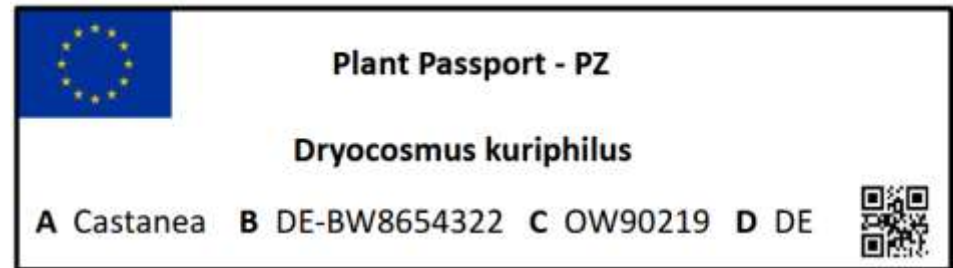 Plant Passport - PZ
Dryocosmus kuriphilus
A Castanea B DE-BW8654322 C OW90219 D DE